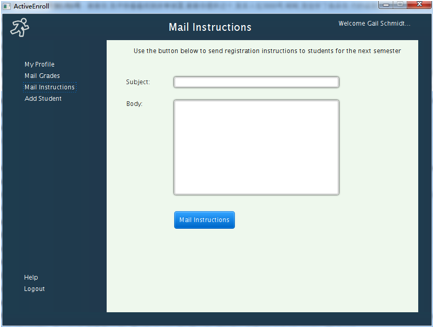 ActiveEnroll
Mail Instructions
Welcome Gail Schmidt...
Use the button below to send registration instructions to students for the next semester
My Profile
Mail Grades
Mail Instructions
Add Student
Subject:
Body:
Mail Instructions
Help
Logout